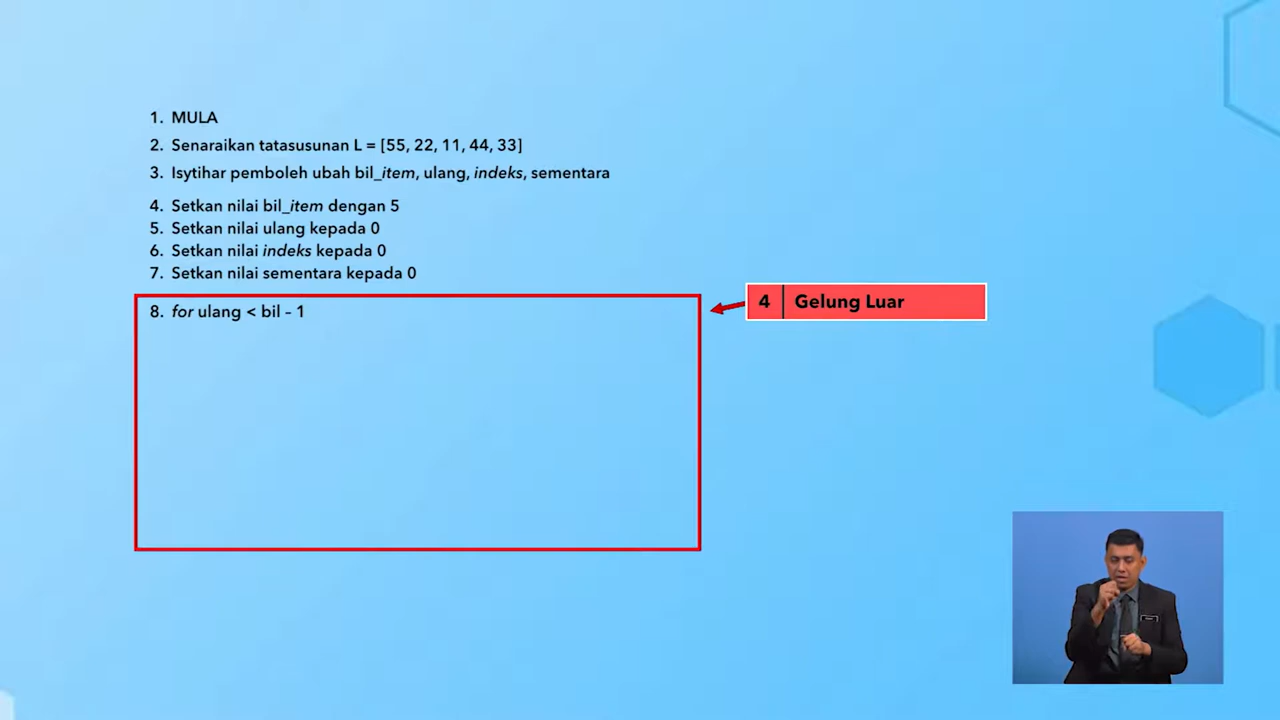 1. MULA
2. Senaraikan tatasusunan L = [55, 22, 11, 44, 33]
3. Isytihar pemboleh ubah bil_item, ulang, indeks, sementara
4. Setkan nilai bil_item dengan 5
5. Setkan nilai ulang kepada 0
6. Setkan nilai indeks kepada 0
7. Setkan nilai sementara kepada 0
8. for ulang < bil – 1
4 Gelung Luar